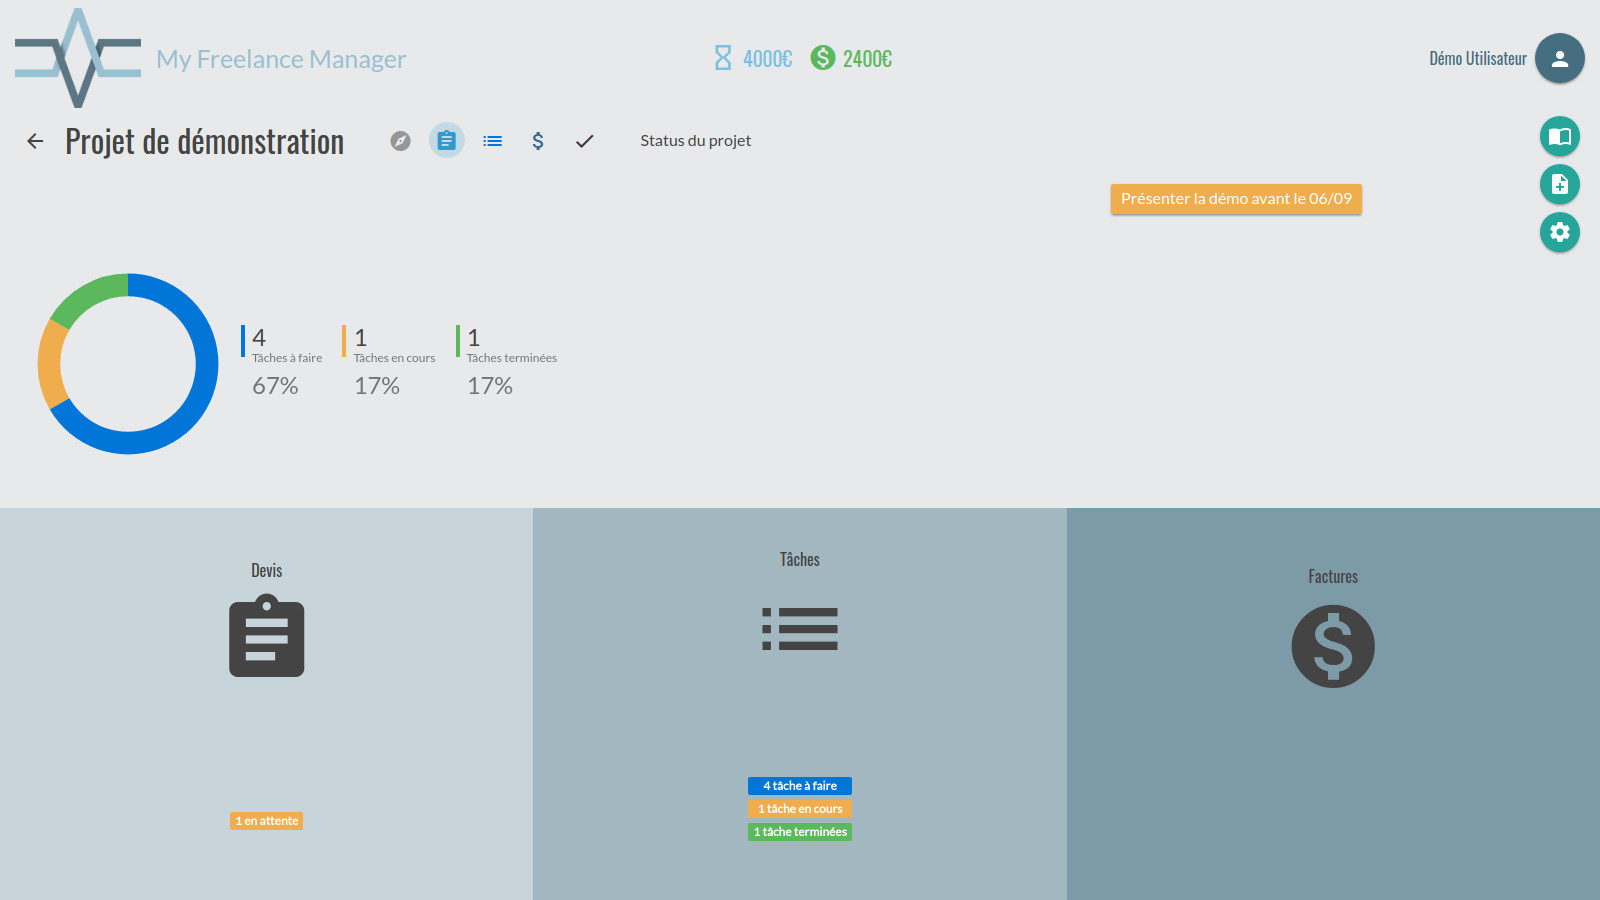 My Freelance Manager
4000€
2400€
Démo Utilisateur
Projet de démonstration
Status du projet
Présenter la démo avant le 06/09
4
Tâches à faire
67%
1
Tâches en cours
17%
1
Tâches terminées
17%
Devis
1 en attente
Tâches
4 tâche à faire
1 tâche en cours
1 tâche terminées
Factures